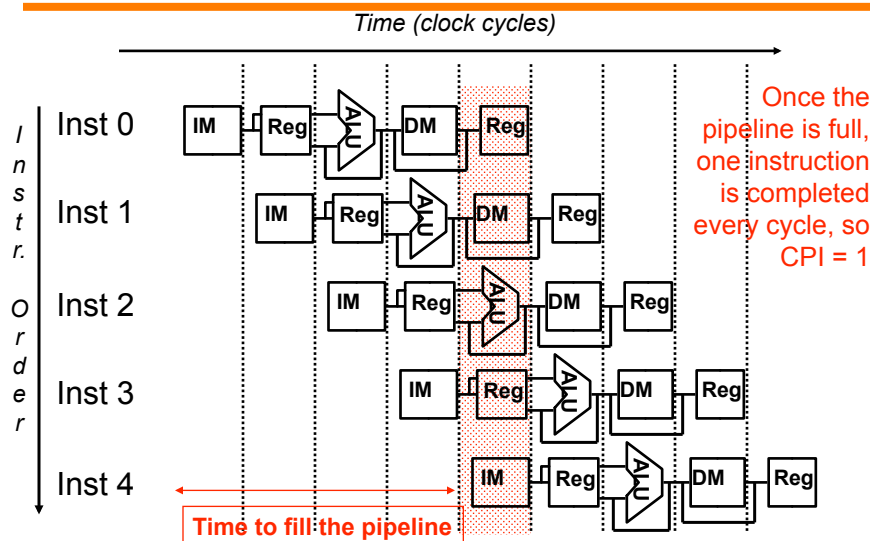 Time (clock cycles)
Instr. Order
Once the
pipeline is full,
one instruction
is completed
every cycle, so
CPI = 1
Inst 0
IM Reg ALU DM Reg
Inst 1
IM Reg ALU DM Reg
Inst 2
IM Reg ALU DM Reg
Inst 3
IM Reg ALU DM Reg
Inst 4
IM Reg ALU DM Reg
Time to fill the pipeline